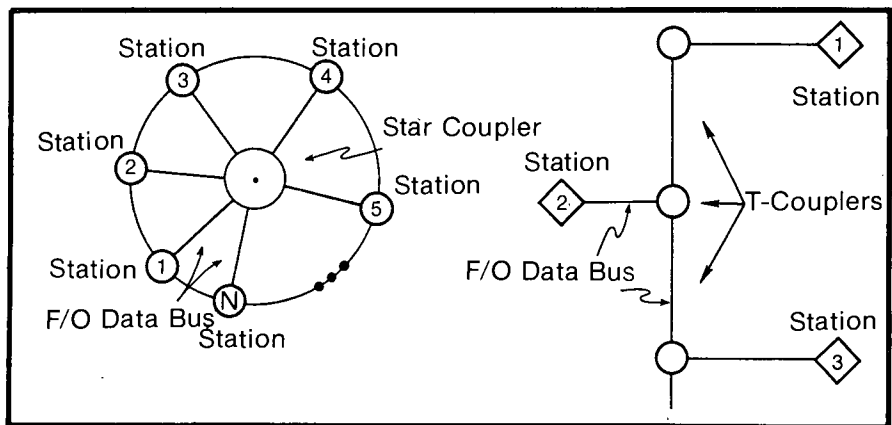 Station
3
Station
4
Star Coupler
Station
2
Station
5
Station
1
F/O Data Bus
N
Station
1
Station
Station
2
T-Couplers
F/O Data Bus
Station
3